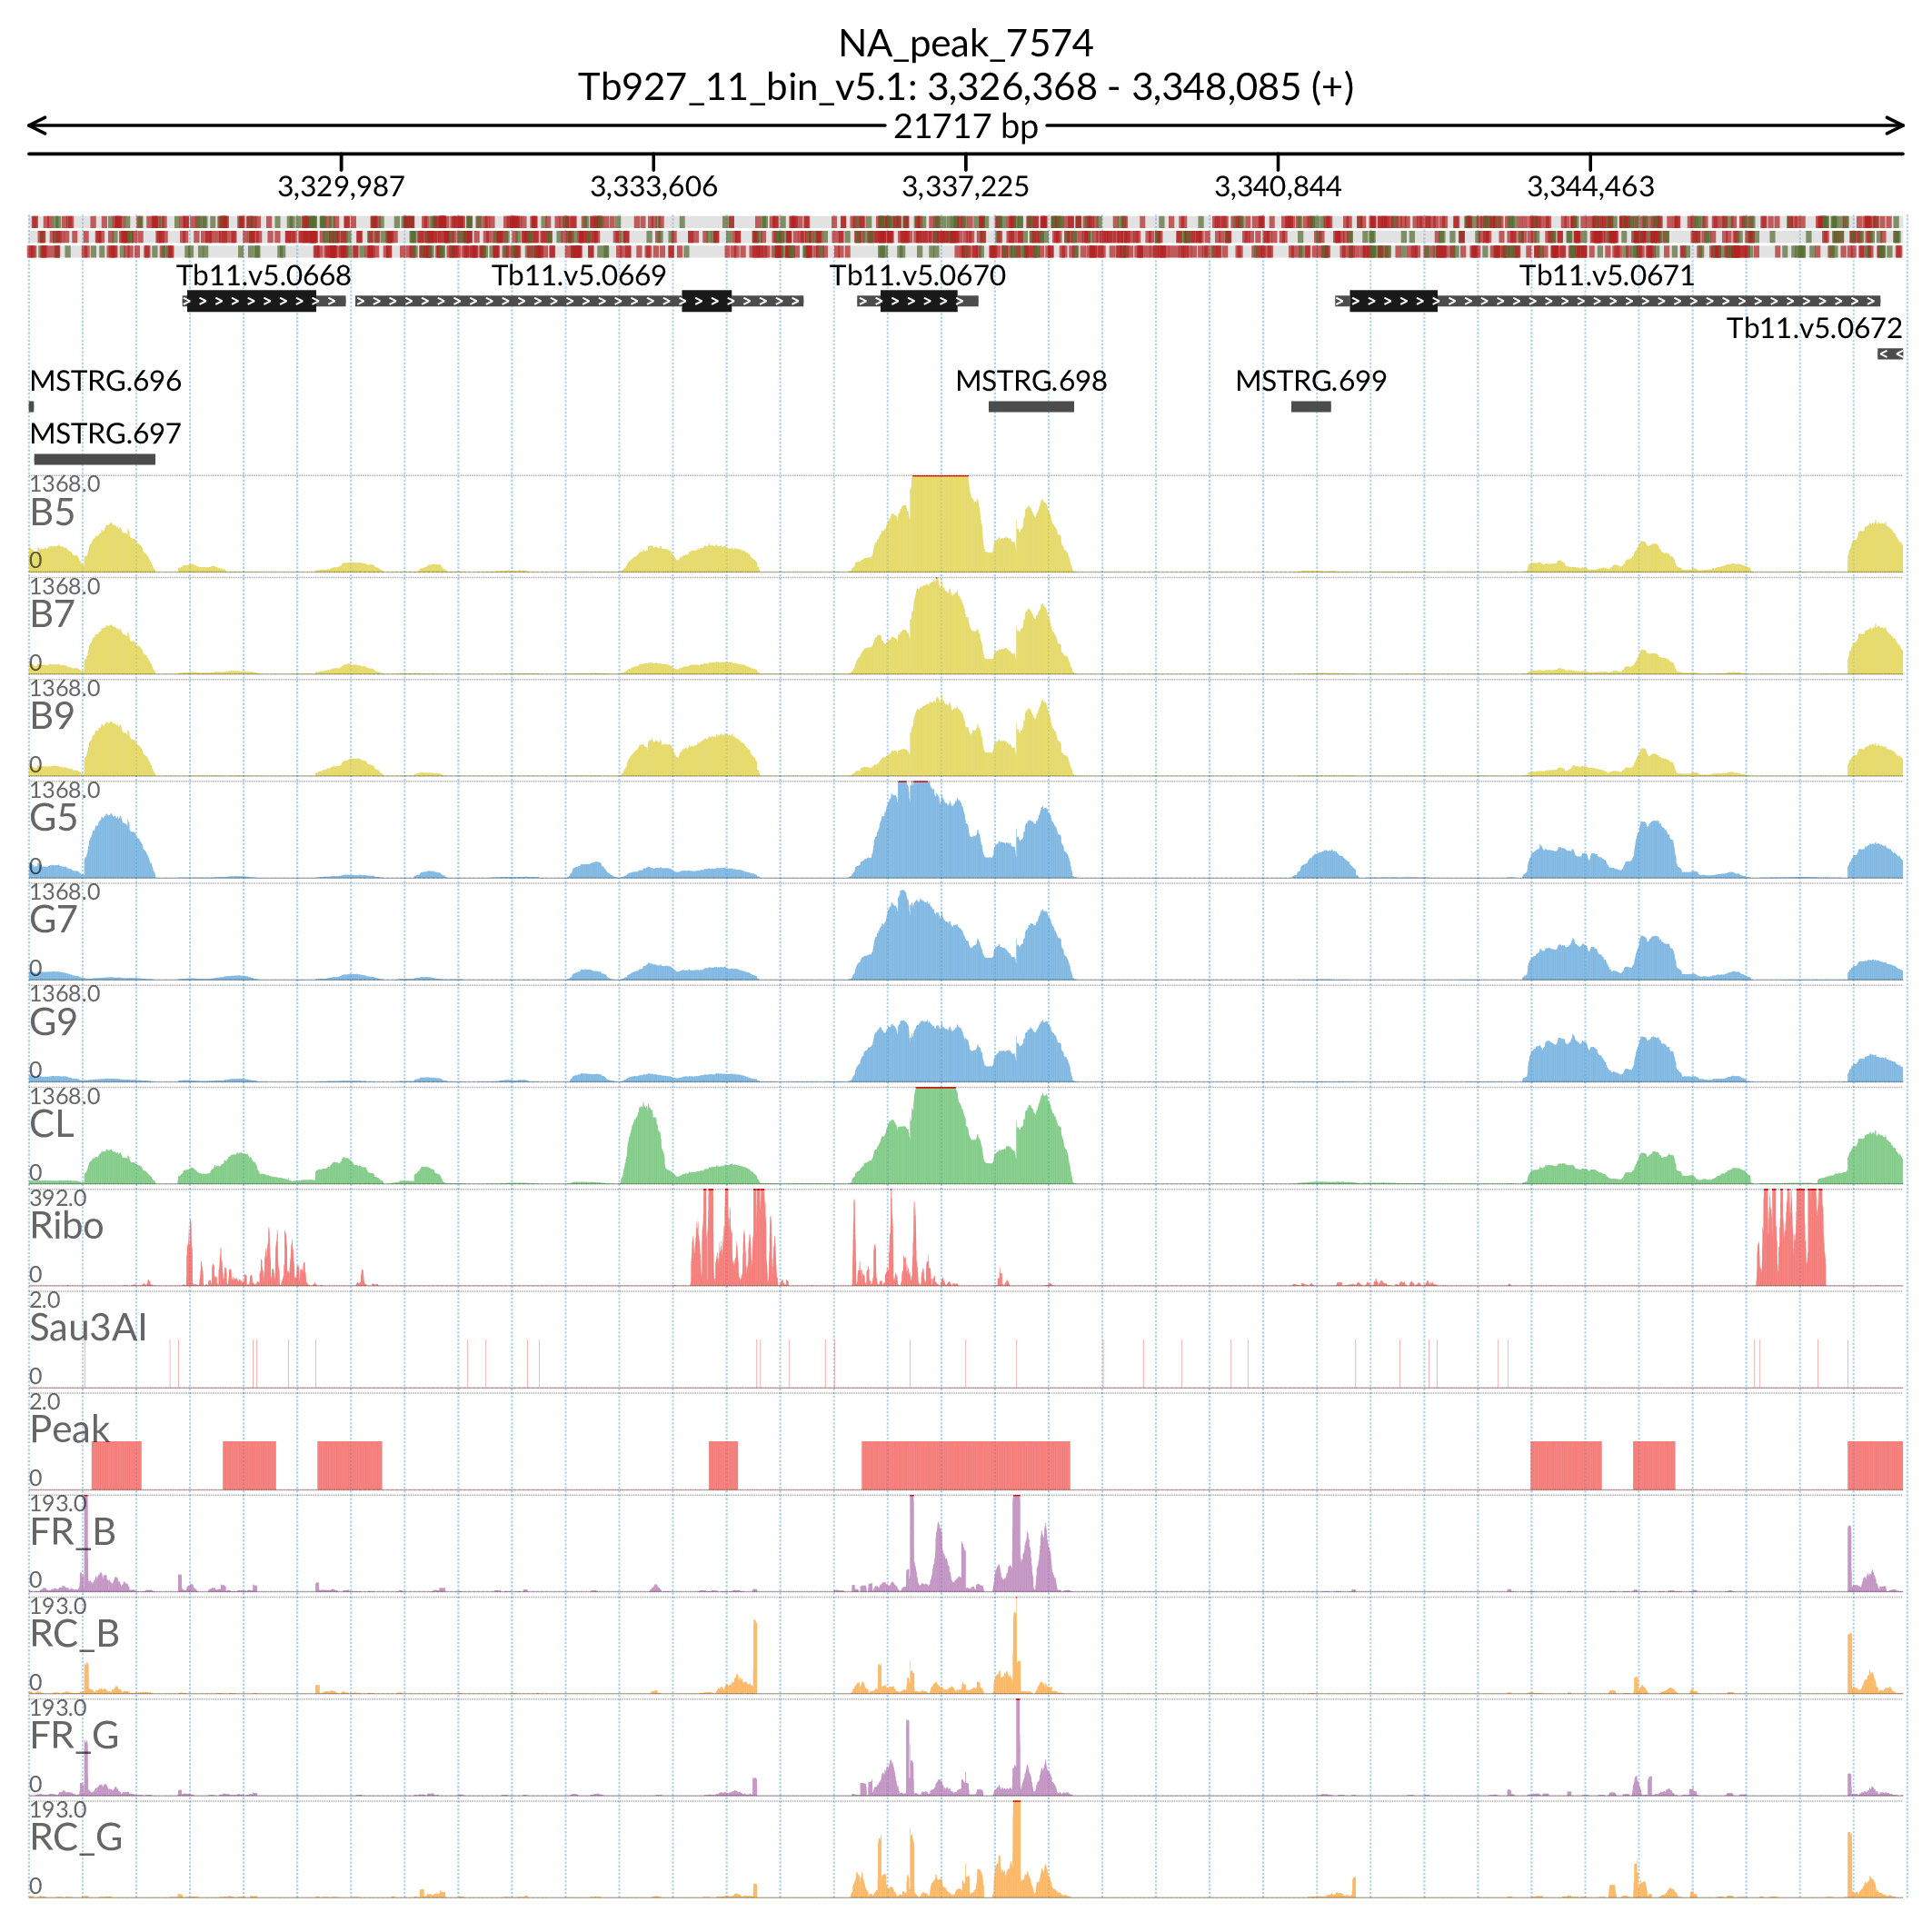 NA_peak_7574
Tb927_11_bin_v5.1: 3,326,368 - 3,348,085 (+)
21717 bp
3,329,987 3,333,606 3,337,225 3,340,844 3,344,463
Tb11.v5.0668 Tb11.v5.0669 Tb11.v5.0670 Tb11.v5.0671
Tb11.v5.0672
MSTRG.696 MSTRG.698 MSTRG.699
MSTRG.697
1368.0
B5
0
1368.0
B7
0
1368.0
B9
0
1368.0
G5
0
1368.0
G7
0
1368.0
G9
0
1368.0
CL
0
392.0
Ribo
0
2.0
Sau3AI
0
2.0
Peak
0
193.0
FR_B
0
193.0
RC_B
0
193.0
FR_G
0
193.0
RC_G
0